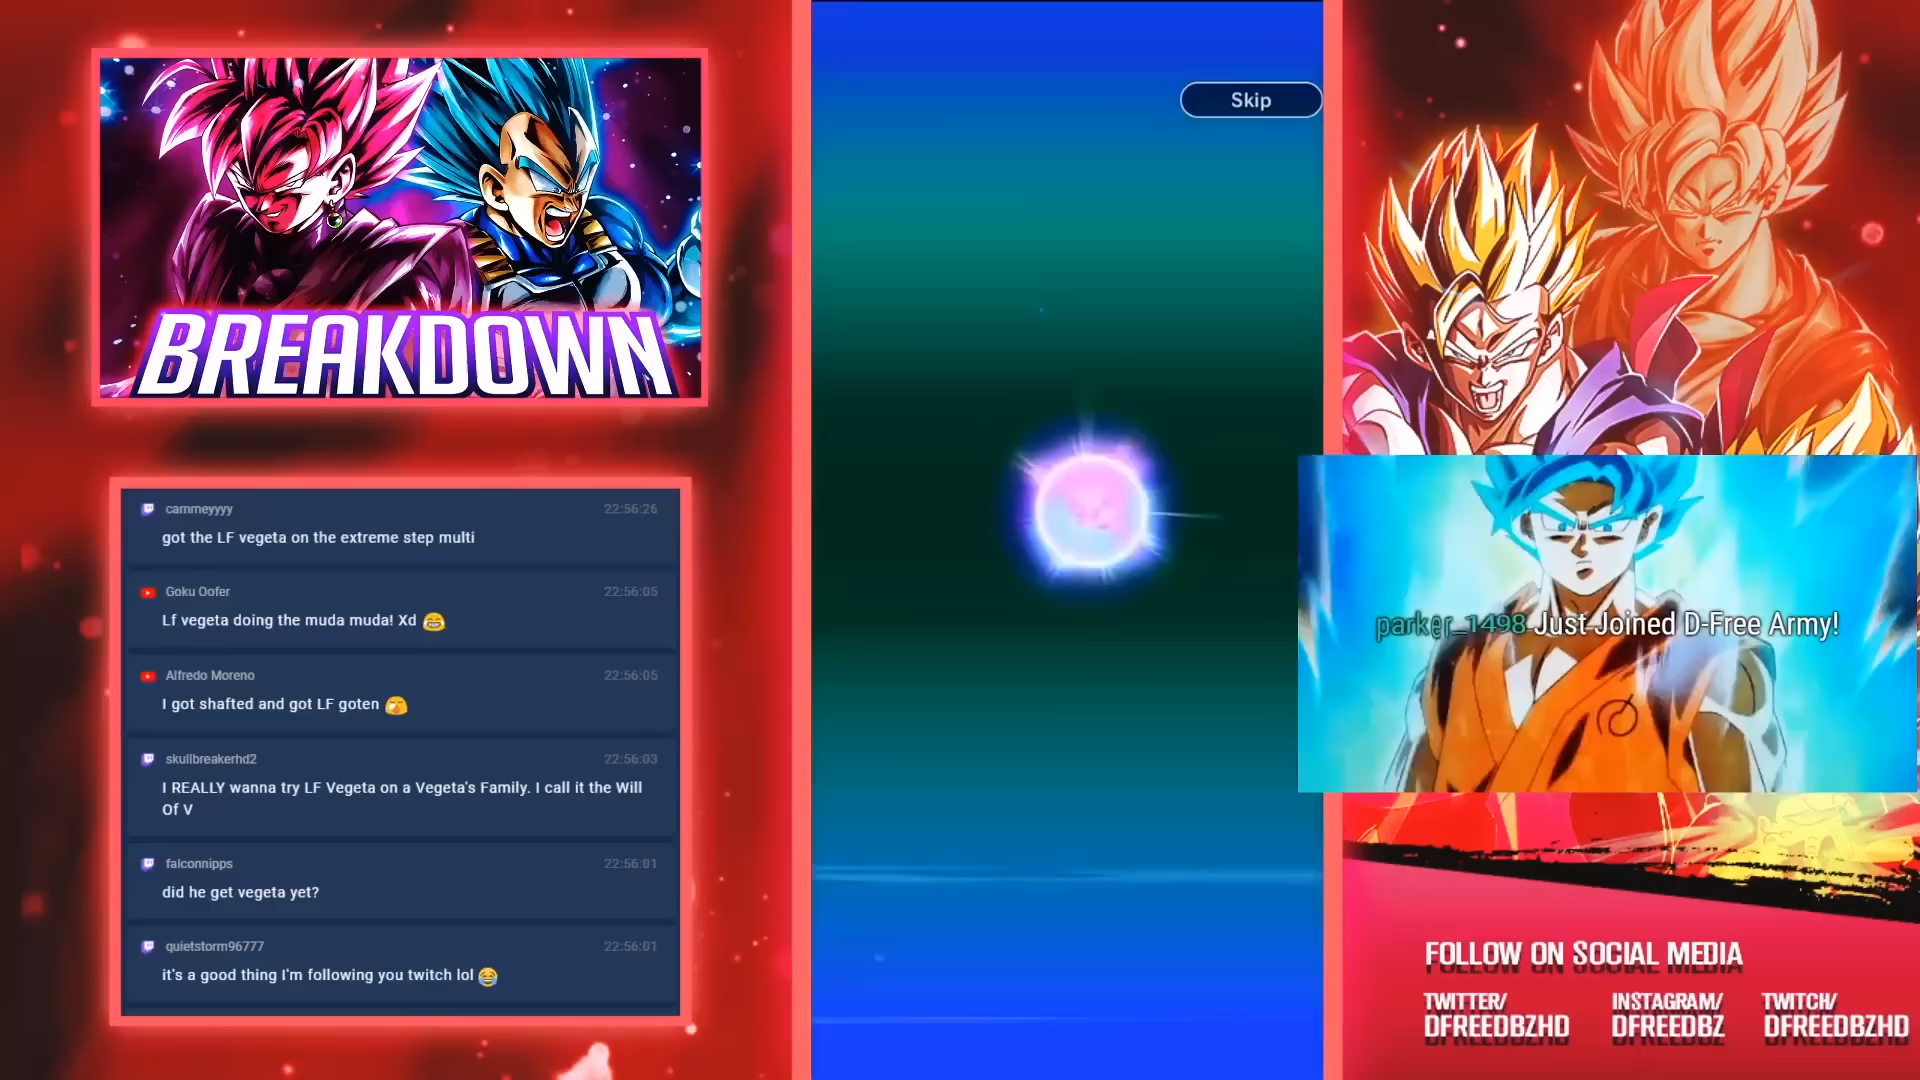 BREAKDOWN
cammeyyyy 22:56:26
got the LF vegeta on the extreme step multi
Goku Oofer 22:56:05
Lf vegeta doing the muda muda! Xd 😂
Alfredo Moreno 22:56:05
I got shafted and got LF goten
skullbreakerhd2 22:56:03
I REALLY wanna try LF Vegeta on a Vegeta's Family. I call it the Will
Of V
falconnipps 22:56:01
did he get vegeta yet?
quietstorm96777 22:56:01
it's a good thing I'm following you twitch lol 😂
Skip
parker_1498 Just Joined D-Free Army!
FOLLOW ON SOCIAL MEDIA
TWITTER/ INSTAGRAM/ TWITCH/
DFREEDBZHD DFREEDBZ DFREEDBZHD